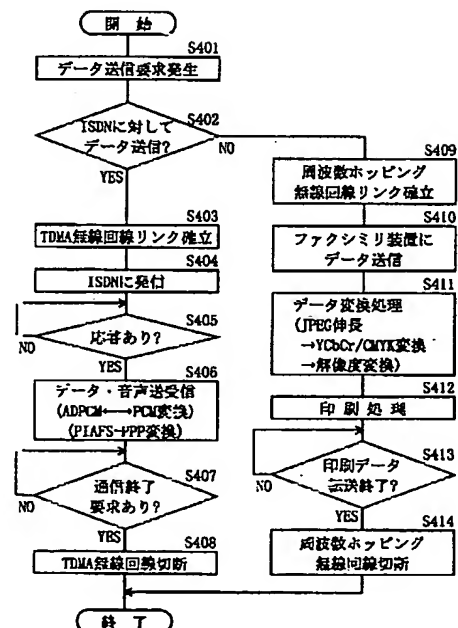 開 始
S401
データ送信要求発生
S402
ISDNに対して
データ送信?
NO
YES
S403
TDMA無線回線リンク確立
S404
ISDNに発信
S405
応答あり?
NO
YES
S406
データ・音声送受信
(ADPCM←→PCM変換)
(PIAFS→PPP変換)
S407
通信終了
要求あり?
NO
YES
S408
TDMA無線回線切断
S409
周波数ホッピング
無線回線リンク確立
S410
ファクシミリ装置に
データ送信
S411
データ変換処理
(JPEG伸長
→YCbCr/CMYK変換
→解像度変換)
S412
印 刷 処 理
S413
印刷データ
転送終了?
NO
YES
S414
周波数ホッピング
無線回線切断
終 了